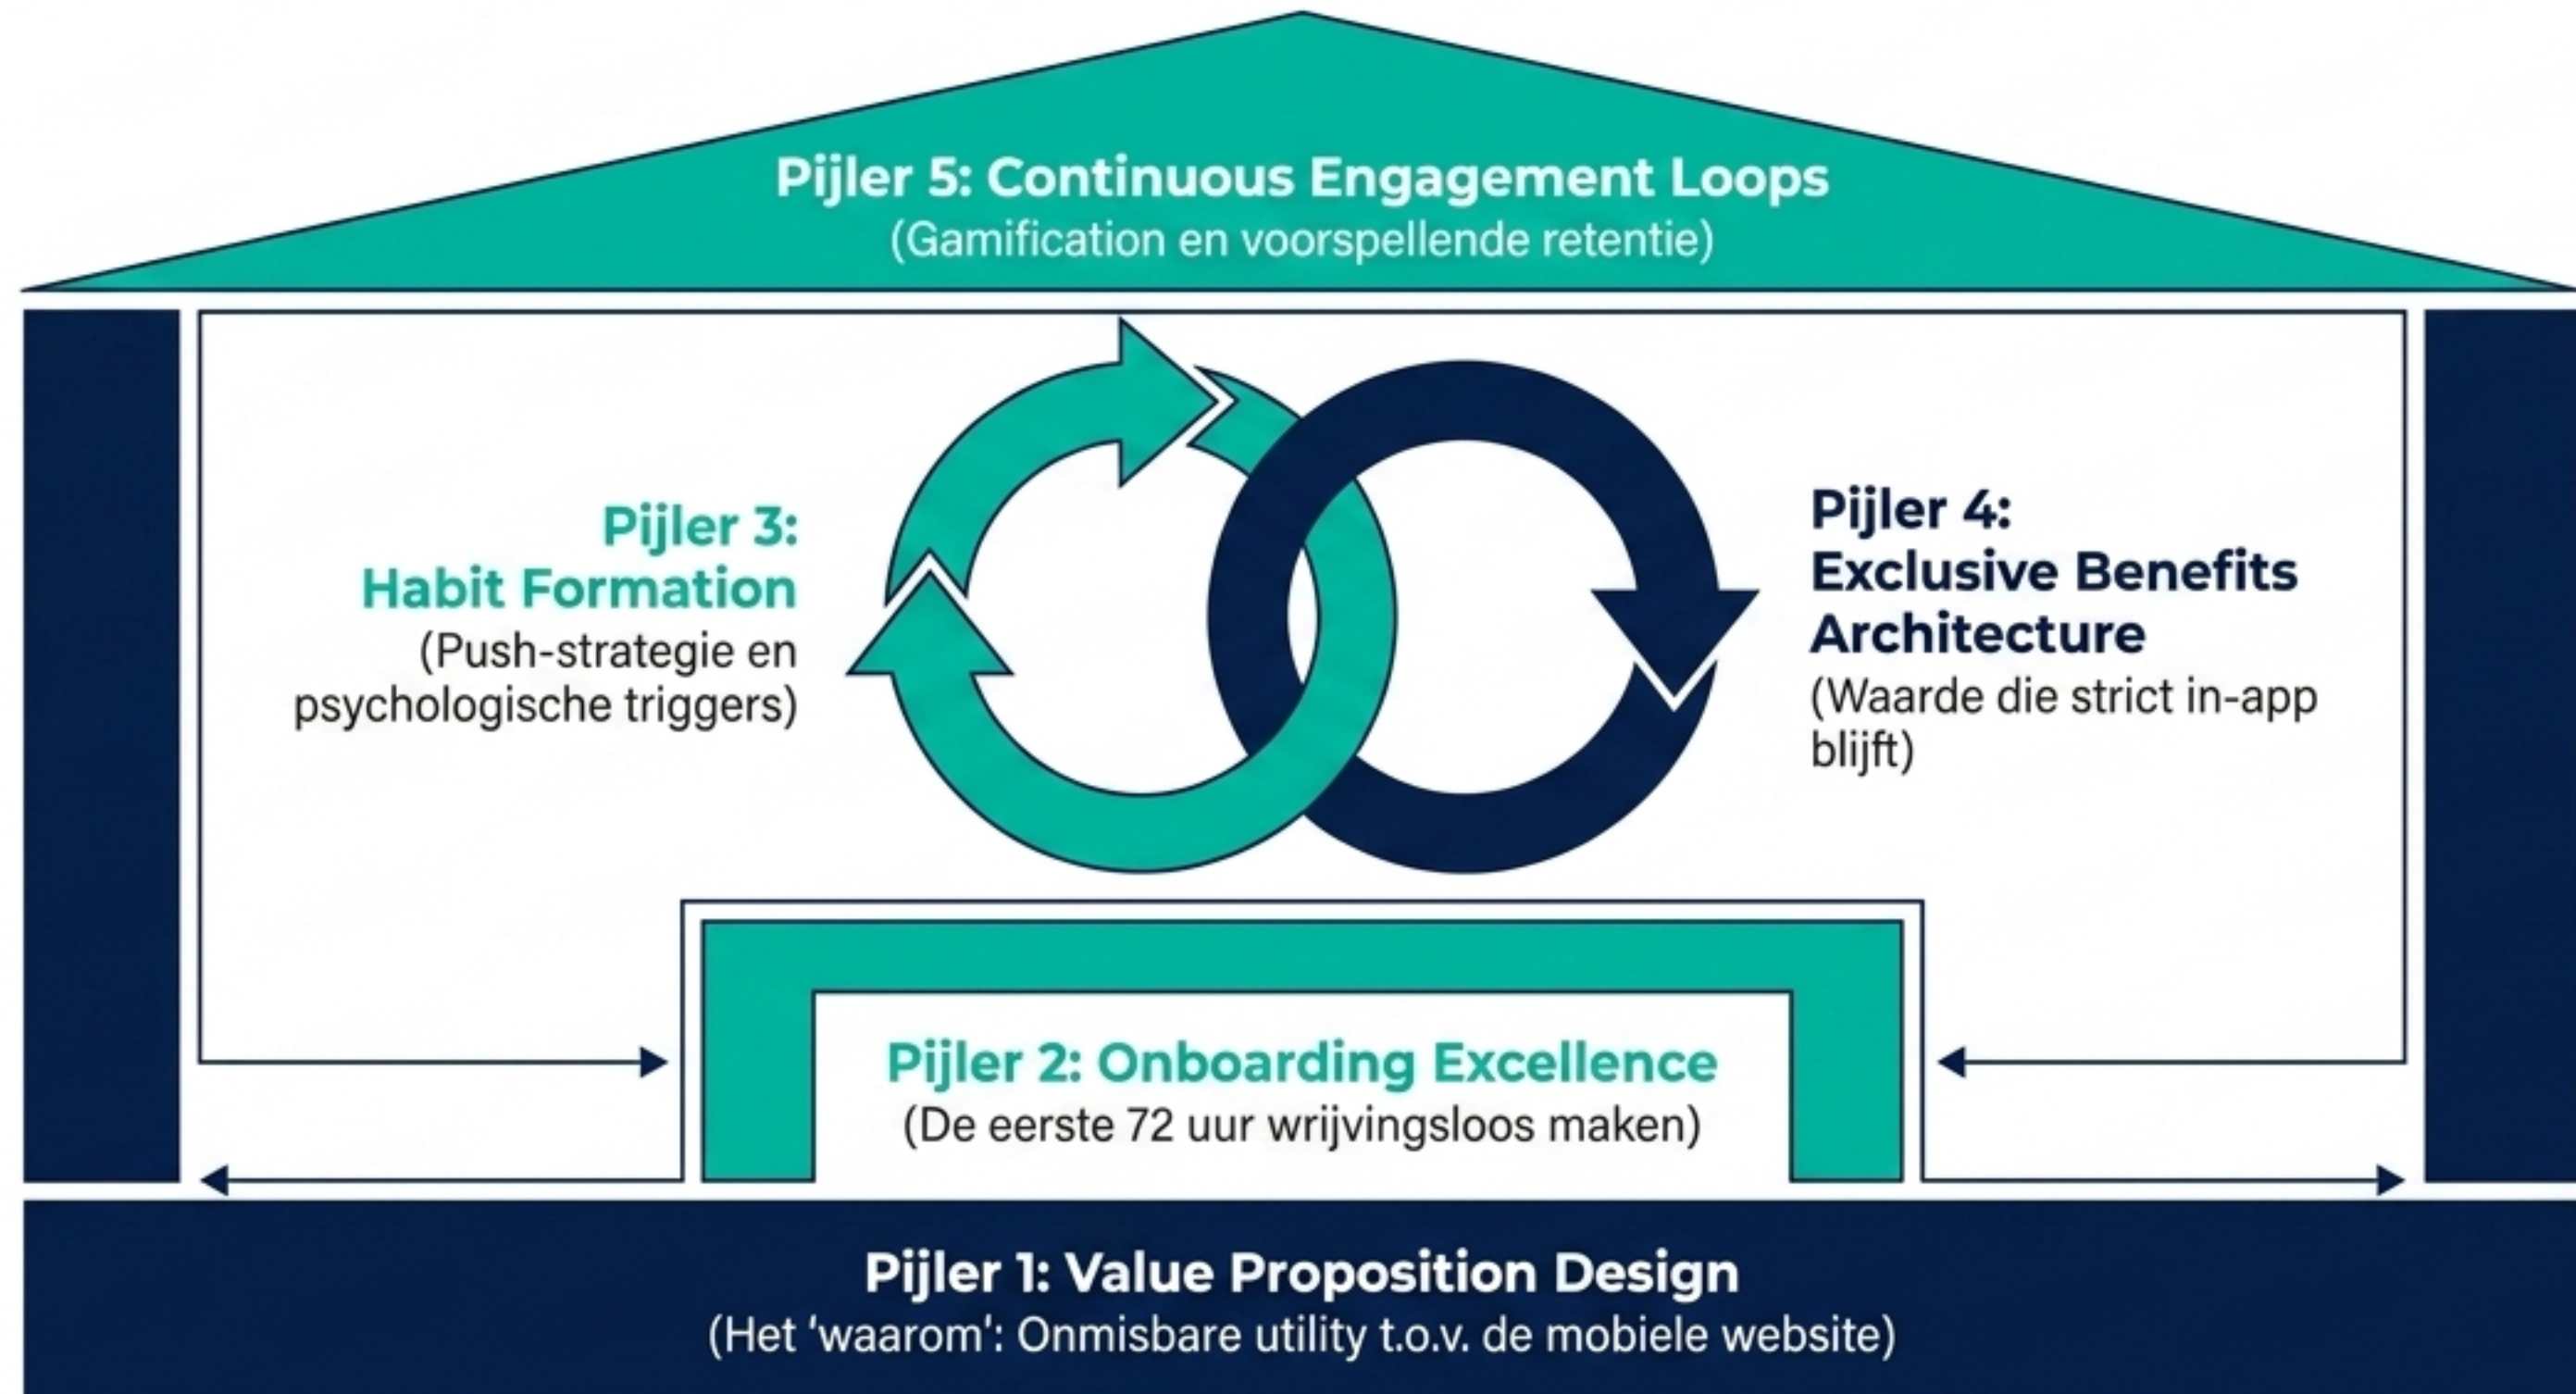 Pijler 5: Continuous Engagement Loops
(Gamification en voorspellende retentie)
Pijler 3:
Habit Formation
(Push-strategie en
psychologische triggers)
Pijler 4:
Exclusive Benefits
Architecture
(Waarde die strict in-app
blijft)
Pijler 2: Onboarding Excellence
(De eerste 72 uur wrijvingsloos maken)
Pijler 1: Value Proposition Design
(Het 'waarom': Onmisbare utility t.o.v. de mobiele website)